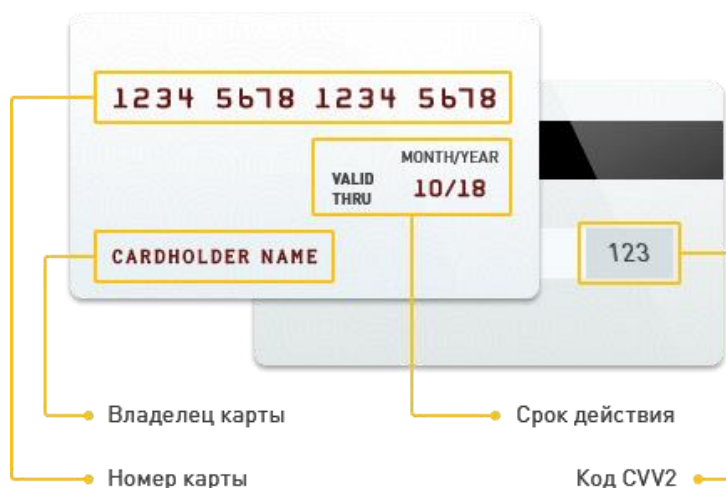 1234 5678 1234 5678
MONTH/YEAR
VALID THRU 10/18
CARDHOLDER NAME
123
Владелец карты
Срок действия
Номер карты
Код CVV2